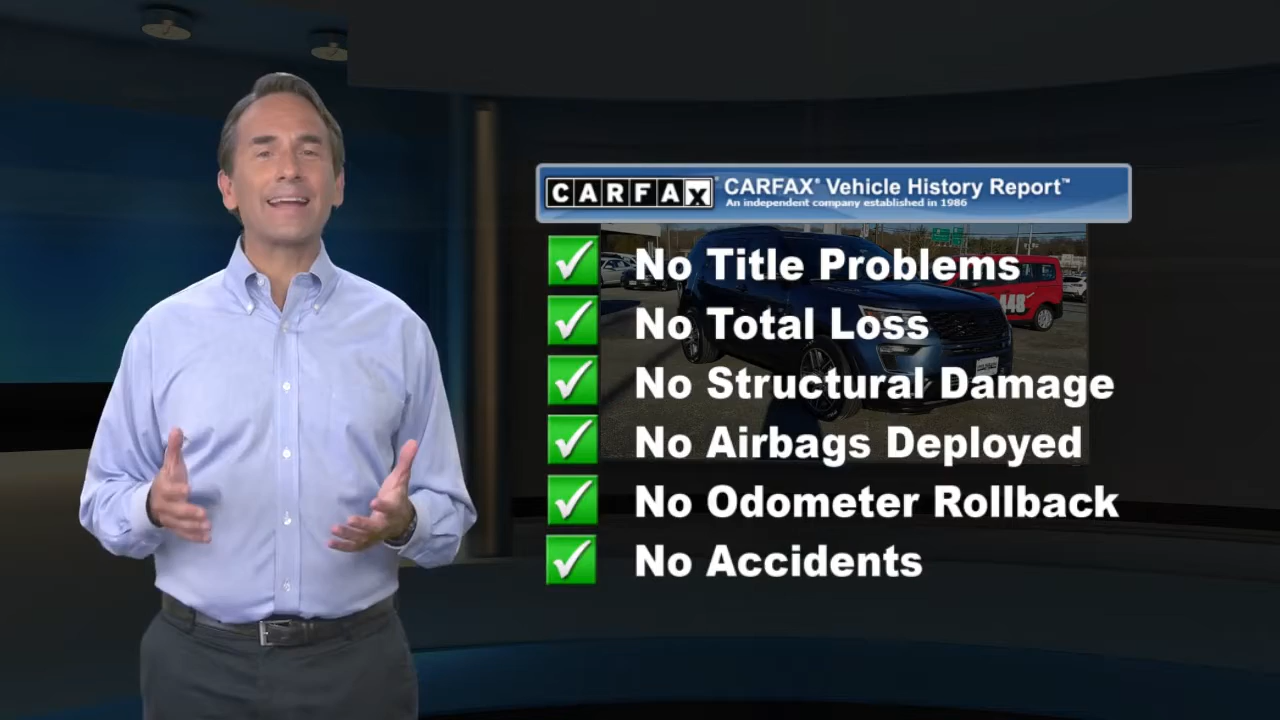 CARFAX
CARFAX® Vehicle History Report™
An independent company established in 1986
No Title Problems
No Total Loss
No Structural Damage
No Airbags Deployed
No Odometer Rollback
No Accidents
448